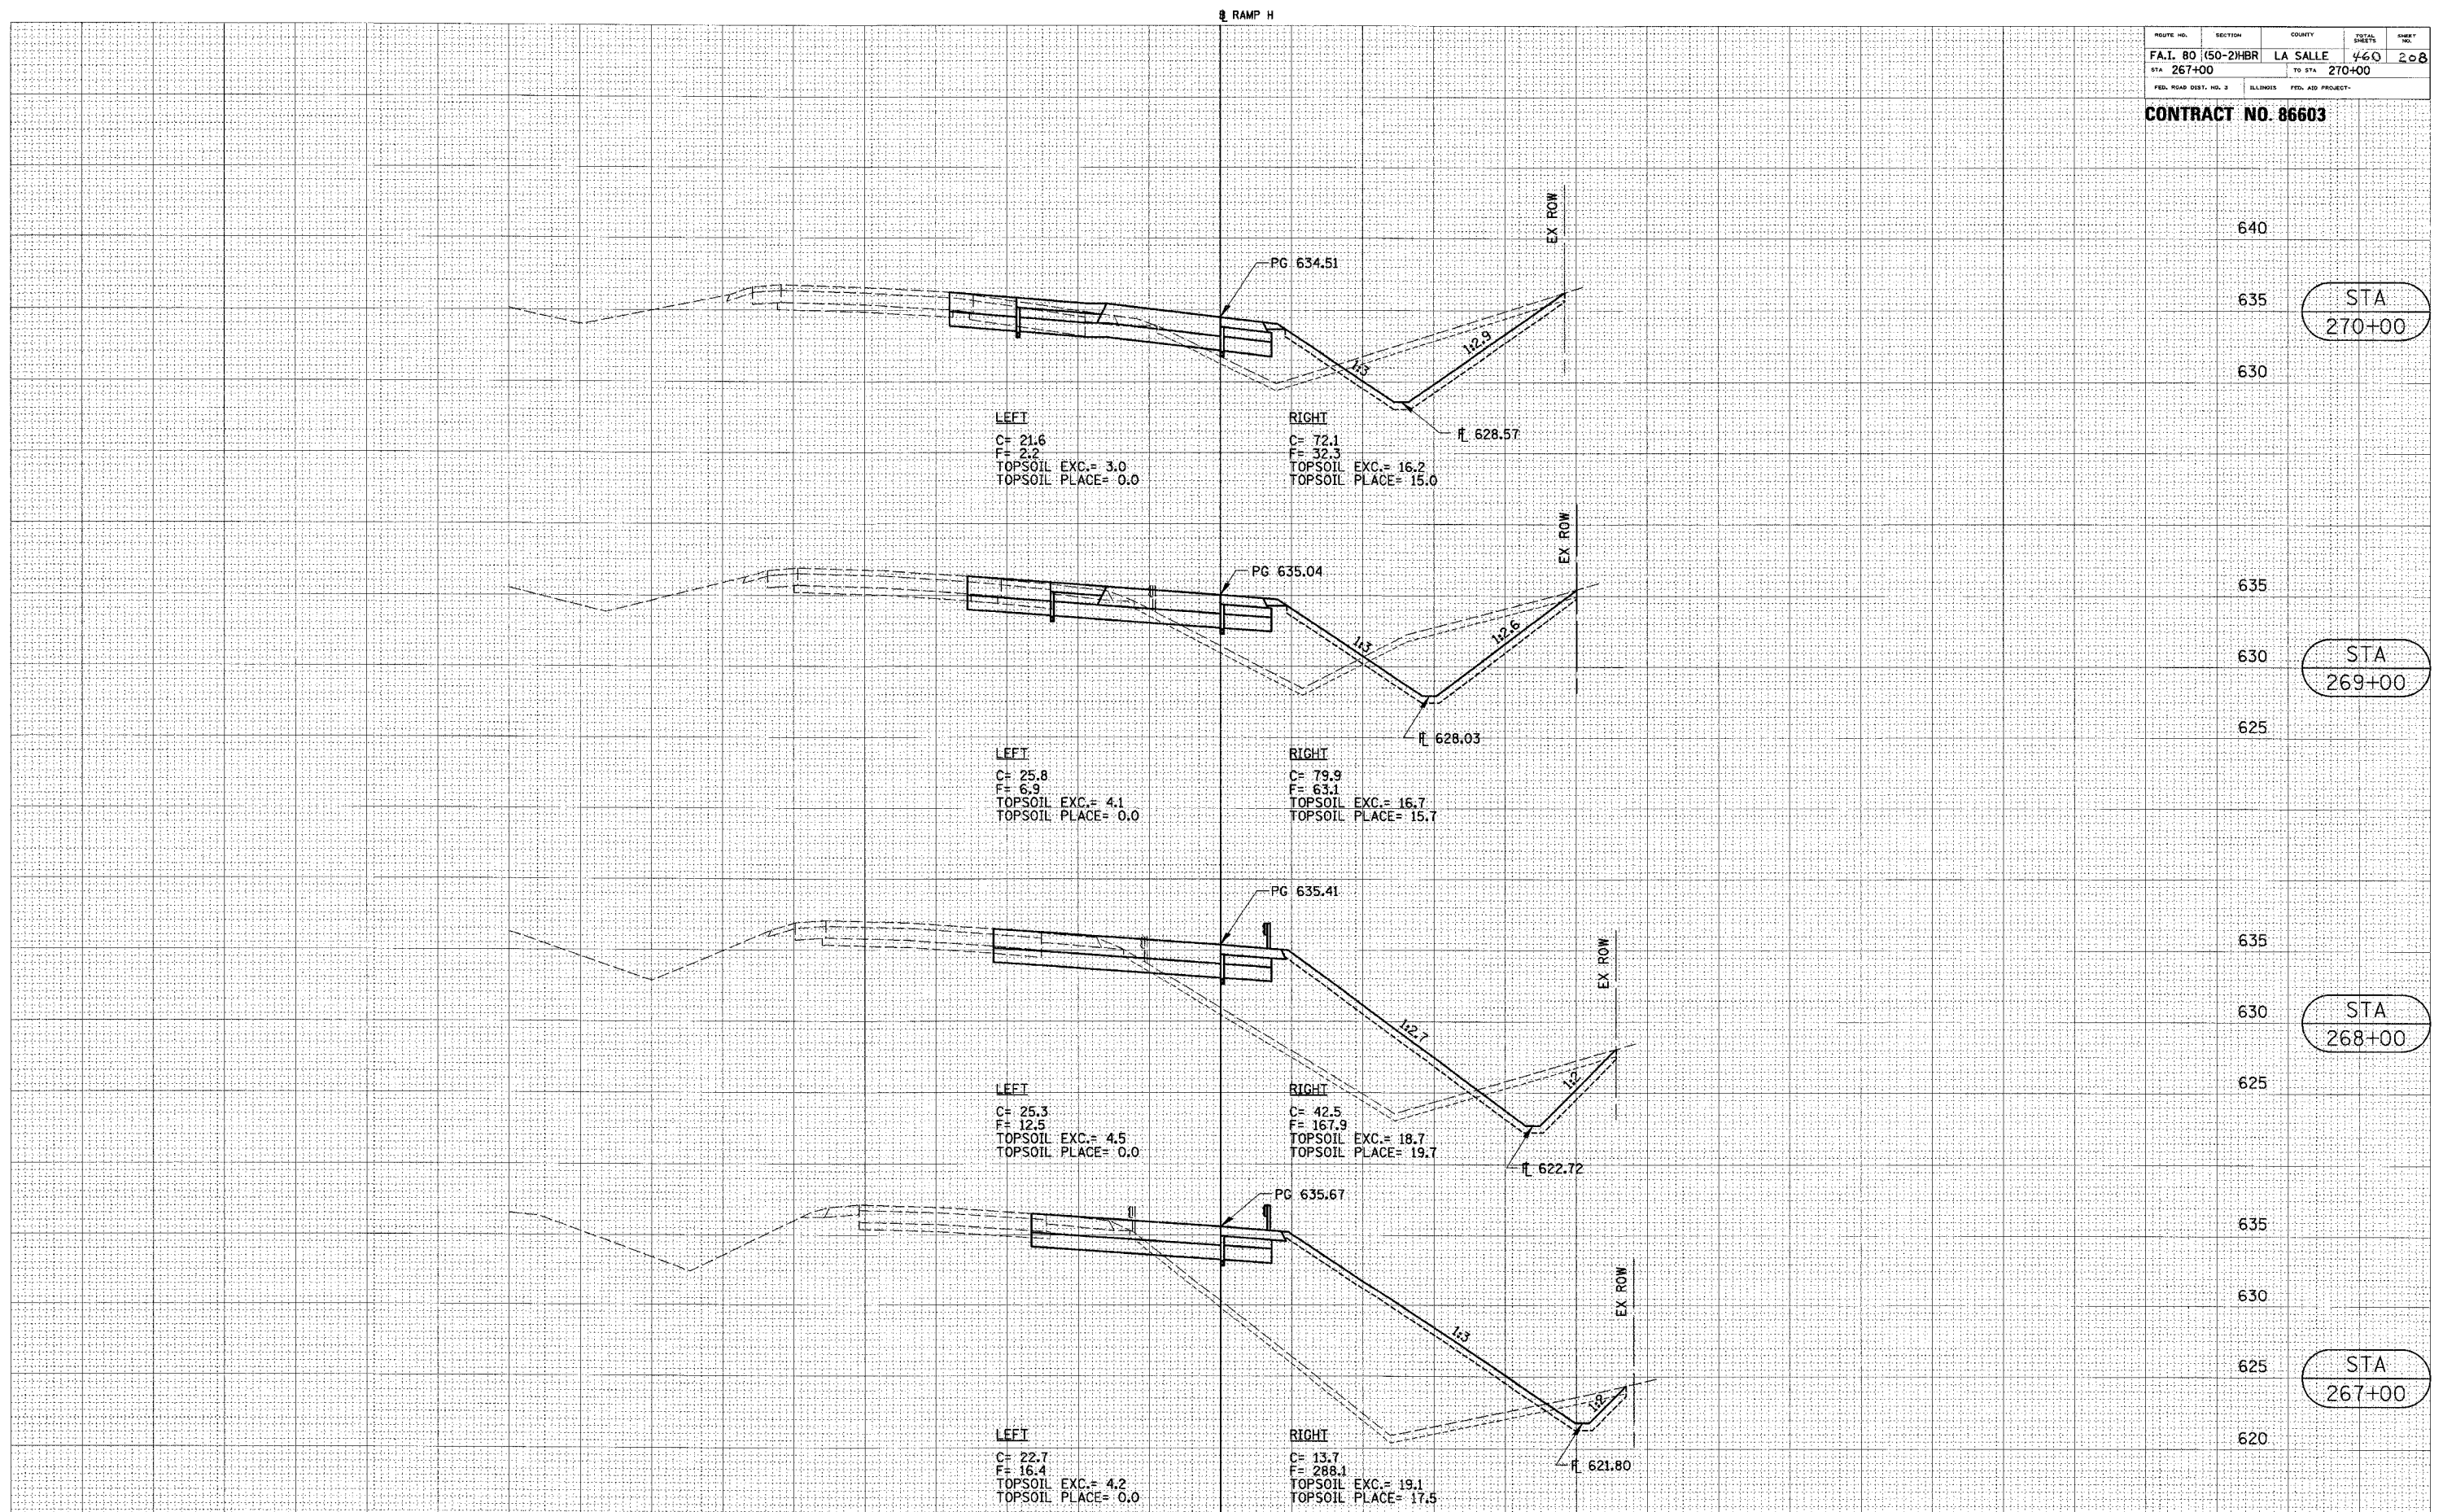 ℄ RAMP H
ROUTE NO. SECTION COUNTY TOTAL SHEETS SHEET NO.
F.A.I. 80 (50-2)HBR LA SALLE 460 208
STA 267+00 TO STA 270+00
FED. ROAD DIST. NO. 3 ILLINOIS FED. AID PROJECT-
CONTRACT NO. 86603
640
EX ROW
PG 634.51
635
STA
270+00
1:3
1:2.9
630
LEFT
C= 21.6
F= 2.2
TOPSOIL EXC.= 3.0
TOPSOIL PLACE= 0.0
RIGHT
C= 72.1
F= 32.3
TOPSOIL EXC.= 16.2
TOPSOIL PLACE= 15.0
FL 628.57
EX ROW
PG 635.04
635
1:3
1:2.6
630
STA
269+00
625
FL 628.03
LEFT
C= 25.8
F= 6.9
TOPSOIL EXC.= 4.1
TOPSOIL PLACE= 0.0
RIGHT
C= 79.9
F= 63.1
TOPSOIL EXC.= 16.7
TOPSOIL PLACE= 15.7
PG 635.41
635
EX ROW
630
STA
268+00
1:2.7
1:2
625
LEFT
C= 25.3
F= 12.5
TOPSOIL EXC.= 4.5
TOPSOIL PLACE= 0.0
RIGHT
C= 42.5
F= 167.9
TOPSOIL EXC.= 18.7
TOPSOIL PLACE= 19.7
FL 622.72
PG 635.67
635
EX ROW
630
1:3
1:2
625
STA
267+00
620
LEFT
C= 22.7
F= 16.4
TOPSOIL EXC.= 4.2
TOPSOIL PLACE= 0.0
RIGHT
C= 13.7
F= 288.1
TOPSOIL EXC.= 19.1
TOPSOIL PLACE= 17.5
FL 621.80